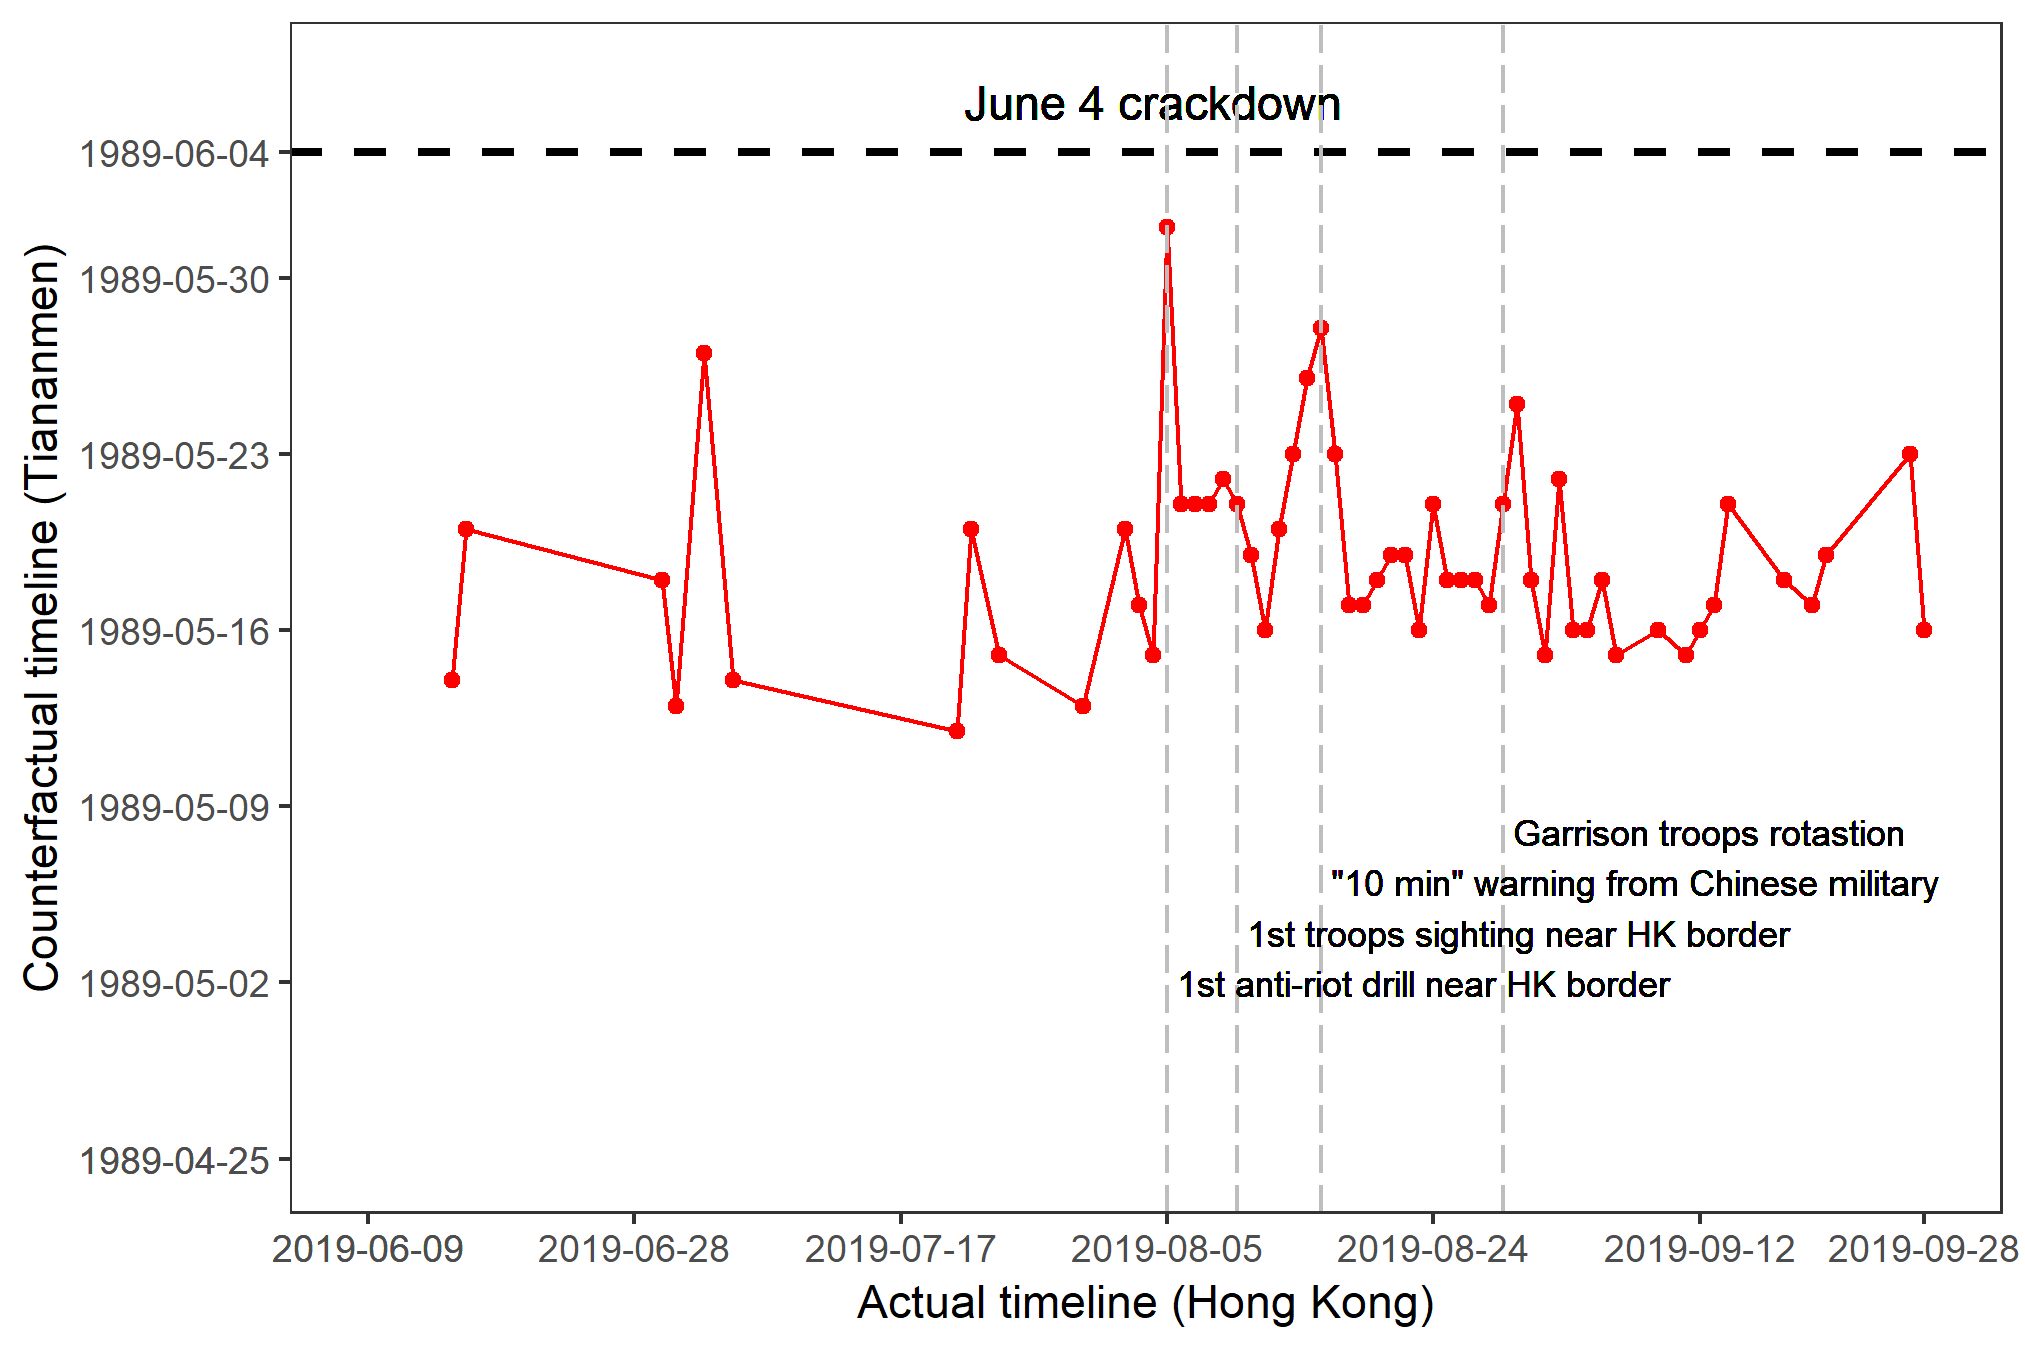 June 4 crackdown
1989-06-04
1989-05-30
1989-05-23
1989-05-16
1989-05-09
1989-05-02
1989-04-25
Counterfactual timeline (Tiananmen)
Garrison troops rotastion
"10 min" warning from Chinese military
1st troops sighting near HK border
1st anti-riot drill near HK border
2019-06-09 2019-06-28 2019-07-17 2019-08-05 2019-08-24 2019-09-12 2019-09-28
Actual timeline (Hong Kong)